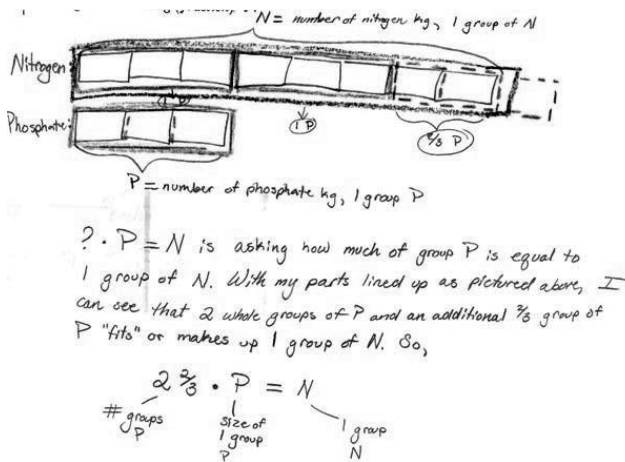 N = number of nitrogen kg, 1 group of N
Nitrogen:
1 P
1 P
2/3 P
Phosphate:
P = number of phosphate kg, 1 group P
? · P = N is asking how much of group P is equal to
1 group of N. With my parts lined up as pictured above, I
can see that 2 whole groups of P and an additional 2/3 group of
P "fits" or makes up 1 group of N. So,
2 2/3 · P = N
# groups P
size of 1 group P
1 group N